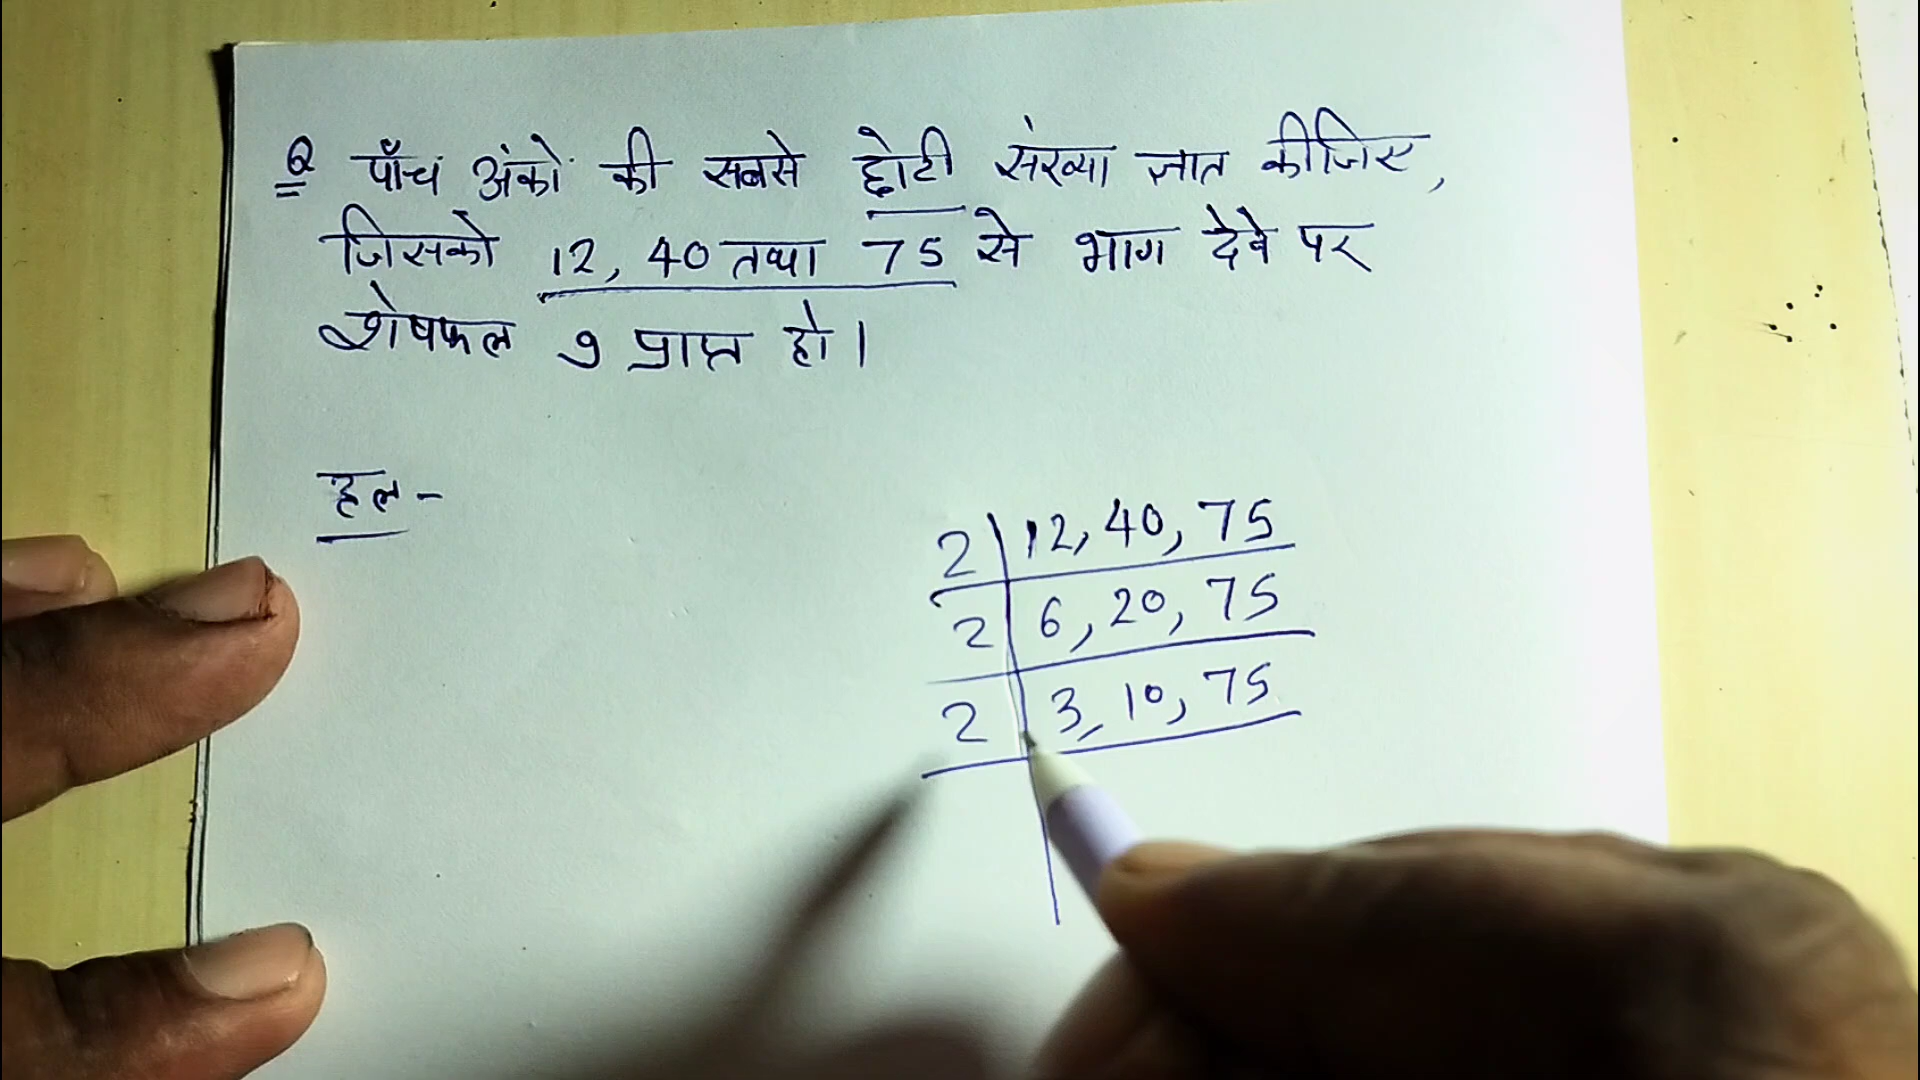 Q पाँच अंकों की सबसे छोटी संख्या ज्ञात कीजिए,
जिसको 12, 40 तथा 75 से भाग देने पर
शेषफल 9 प्राप्त हो।
हल-
2 12, 40, 75
2 6, 20, 75
2 3, 10, 75